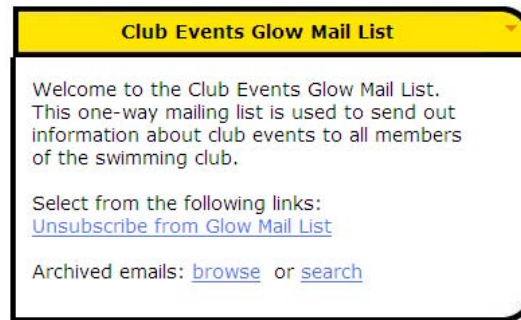 Club Events Glow Mail List
Welcome to the Club Events Glow Mail List.
This one-way mailing list is used to send out
information about club events to all members
of the swimming club.
Select from the following links:
Unsubscribe from Glow Mail List
Archived emails: browse or search